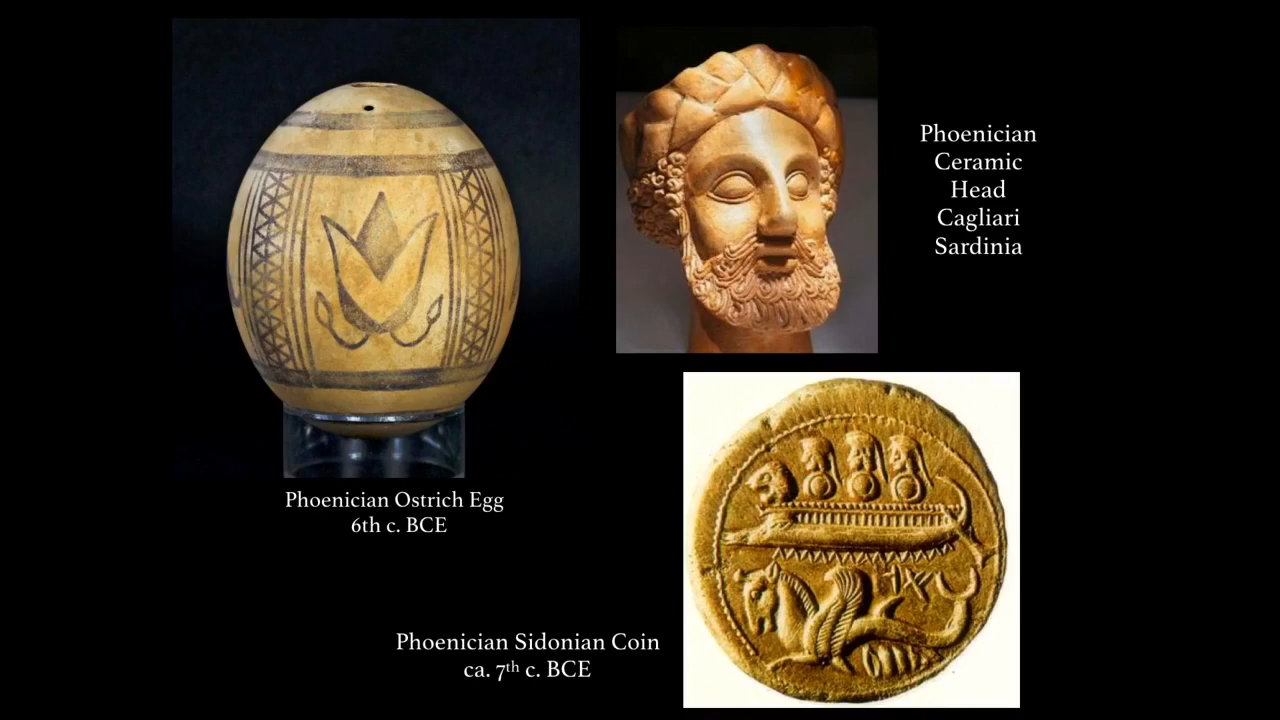 Phoenician
Ceramic
Head
Cagliari
Sardinia
Phoenician Ostrich Egg
6th c. BCE
Phoenician Sidonian Coin
ca. 7th c. BCE